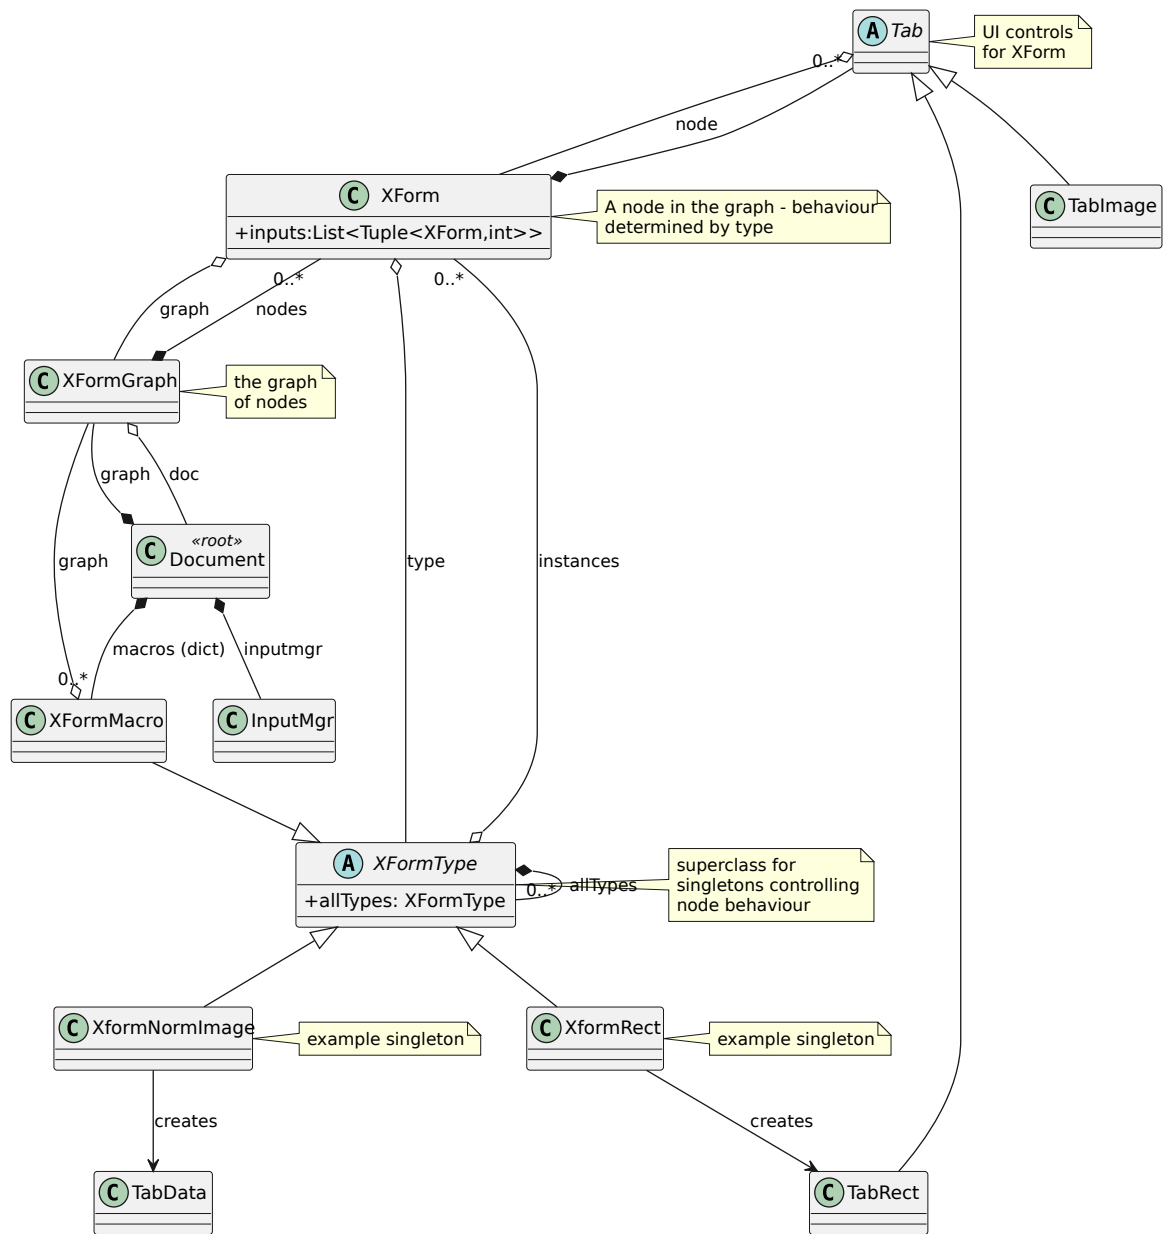 A Tab
UI controls
for XForm
0..*
node
C XForm
+inputs:List<Tuple<XForm,int>>
A node in the graph - behaviour
determined by type
C TabImage
0..*
0..*
graph
nodes
C XFormGraph
the graph
of nodes
graph
doc
«root»
C Document
graph
type
instances
macros (dict)
inputmgr
0..*
C XFormMacro
C InputMgr
A XFormType
+allTypes: XFormType
0..*
allTypes
superclass for
singletons controlling
node behaviour
C XformNormImage
example singleton
C XformRect
example singleton
creates
creates
C TabData
C TabRect